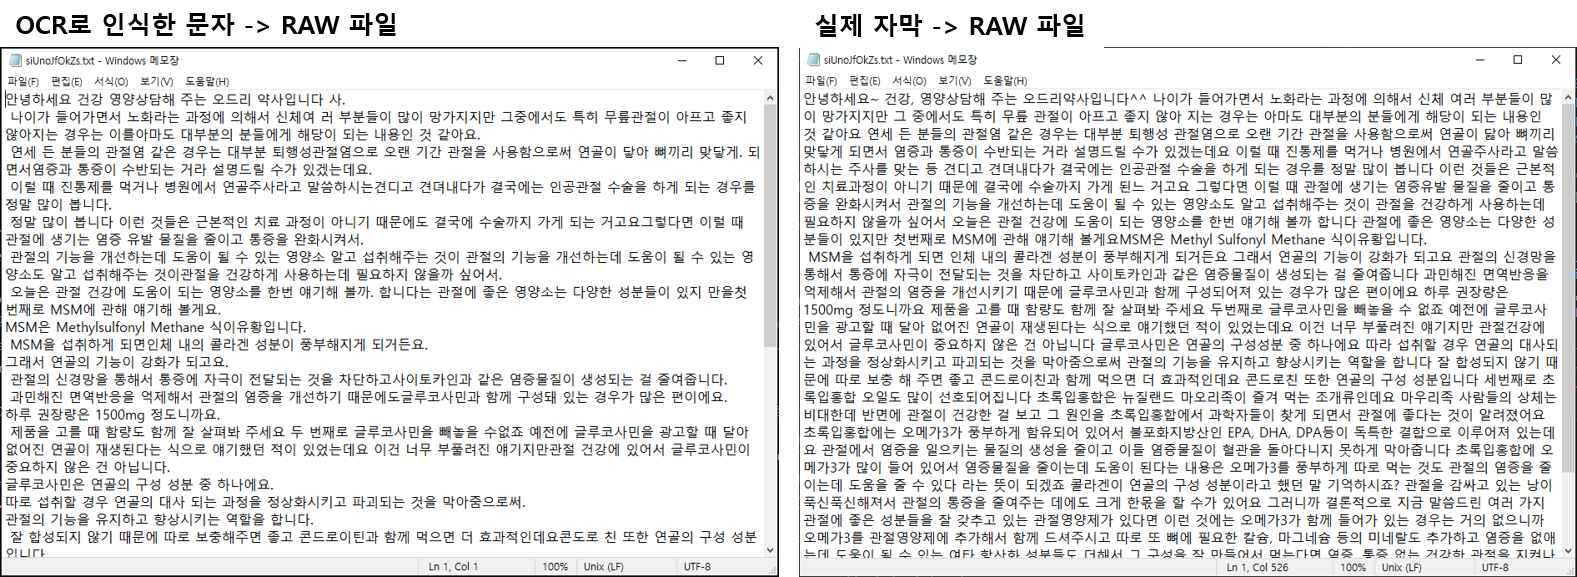 OCR로 인식한 문자 -> RAW 파일
siUnoJfOkZs.txt - Windows 메모장
파일(F) 편집(E) 서식(O) 보기(V) 도움말(H)
안녕하세요 건강 영양상담해 주는 오드리 약사입니다 사.
나이가 들어가면서 노화라는 과정에 의해서 신체여 러 부분들이 많이 망가지지만 그중에서도 특히 무릎관절이 아프고 좋지
않아지는 경우는 이를아마도 대부분의 분들에게 해당이 되는 내용인 것 같아요.
연세 든 분들의 관절염 같은 경우는 대부분 퇴행성관절염으로 오랜 기간 관절을 사용함으로써 연골이 닿아 뼈끼리 맞닿게. 되
면서염증과 통증이 수반되는 거라 설명드릴 수가 있겠는데요.
이럴 때 진통제를 먹거나 병원에서 연골주사라고 말씀하시는견디고 견뎌내다가 결국에는 인공관절 수술을 하게 되는 경우를
정말 많이 봅니다.
정말 많이 봅니다 이런 것들은 근본적인 치료 과정이 아니기 때문에도 결국에 수술까지 가게 되는 거고요그렇다면 이럴 때
관절에 생기는 염증 유발 물질을 줄이고 통증을 완화시켜서.
관절의 기능을 개선하는데 도움이 될 수 있는 영양소 알고 섭취해주는 것이 관절의 기능을 개선하는데 도움이 될 수 있는 영
양소도 알고 섭취해주는 것이관절을 건강하게 사용하는데 필요하지 않을까 싶어서.
오늘은 관절 건강에 도움이 되는 영양소를 한번 얘기해 볼까. 합니다는 관절에 좋은 영양소는 다양한 성분들이 있지 만을첫
번째로 MSM에 관해 얘기해 볼게요.
MSM은 Methylsulfonyl Methane 식이유황입니다.
MSM을 섭취하게 되면인체 내의 콜라겐 성분이 풍부해지게 되거든요.
그래서 연골의 기능이 강화가 되고요.
관절의 신경망을 통해서 통증에 자극이 전달되는 것을 차단하고사이토카인과 같은 염증물질이 생성되는 걸 줄여줍니다.
과민해진 면역반응을 억제해서 관절의 염증을 개선하기 때문에도글루코사민과 함께 구성돼 있는 경우가 많은 편이에요.
하루 권장량은 1500mg 정도니까요.
제품을 고를 때 함량도 함께 잘 살펴봐 주세요 두 번째로 글루코사민을 빼놓을 수없죠 예전에 글루코사민을 광고할 때 닳아
없어진 연골이 재생된다는 식으로 얘기했던 적이 있었는데요 이건 너무 부풀려진 얘기지만관절 건강에 있어서 글루코사민이
중요하지 않은 건 아닙니다.
글루코사민은 연골의 구성 성분 중 하나에요.
따로 섭취할 경우 연골의 대사 되는 과정을 정상화시키고 파괴되는 것을 막아줌으로써.
관절의 기능을 유지하고 향상시키는 역할을 합니다.
잘 합성되지 않기 때문에 따로 보충해주면 좋고 콘드로이틴과 함께 먹으면 더 효과적인데요콘도로 친 또한 연골의 구성 성분
입니다
Ln 1, Col 1 100% Unix (LF) UTF-8
실제 자막 -> RAW 파일
siUnoJfOkZs.txt - Windows 메모장
파일(F) 편집(E) 서식(O) 보기(V) 도움말(H)
안녕하세요~ 건강, 영양상담해 주는 오드리약사입니다^^ 나이가 들어가면서 노화라는 과정에 의해서 신체 여러 부분들이 많
이 망가지지만 그 중에서도 특히 무릎 관절이 아프고 좋지 않아 지는 경우는 아마도 대부분의 분들에게 해당이 되는 내용인
것 같아요 연세 든 분들의 관절염 같은 경우는 대부분 퇴행성 관절염으로 오랜 기간 관절을 사용함으로써 연골이 닳아 뼈끼리
맞닿게 되면서 염증과 통증이 수반되는 거라 설명드릴 수가 있겠는데요 이럴 때 진통제를 먹거나 병원에서 연골주사라고 말씀
하시는 주사를 맞는 등 견디고 견뎌내다가 결국에는 인공관절 수술을 하게 되는 경우를 정말 많이 봅니다 이런 것들은 근본적
인 치료과정이 아니기 때문에 결국에 수술까지 가게 된느 거고요 그렇다면 이럴 때 관절에 생기는 염증유발 물질을 줄이고 통
증을 완화시켜서 관절의 기능을 개선하는데 도움이 될 수 있는 영양소도 알고 섭취해주는 것이 관절을 건강하게 사용하는데
필요하지 않을까 싶어서 오늘은 관절 건강에 도움이 되는 영양소를 한번 얘기해 볼까 합니다 관절에 좋은 영양소는 다양한 성
분들이 있지만 첫번째로 MSM에 관해 얘기해 볼게요MSM은 Methyl Sulfonyl Methane 식이유황입니다.
MSM을 섭취하게 되면 인체 내의 콜라겐 성분이 풍부해지게 되거든요 그래서 연골의 기능이 강화가 되고요 관절의 신경망을
통해서 통증에 자극이 전달되는 것을 차단하고 사이토카인과 같은 염증물질이 생성되는 걸 줄여줍니다 과민해진 면역반응을
억제해서 관절의 염증을 개선시키기 때문에 글루코사민과 함께 구성되어져 있는 경우가 많은 편이에요 하루 권장량은
1500mg 정도니까요 제품을 고를 때 함량도 함께 잘 살펴봐 주세요 두번째로 글루코사민을 빼놓을 수 없죠 예전에 글루코사
민을 광고할 때 닳아 없어진 연골이 재생된다는 식으로 얘기했던 적이 있었는데요 이건 너무 부풀려진 얘기지만 관절건강에
있어서 글루코사민이 중요하지 않은 건 아닙니다 글루코사민은 연골의 구성성분 중 하나에요 따라 섭취할 경우 연골의 대사되
는 과정을 정상화시키고 파괴되는 것을 막아줌으로써 관절의 기능을 유지하고 향상시키는 역할을 합니다 잘 합성되지 않기 때
문에 따로 보충 해 주면 좋고 콘드로이친과 함께 먹으면 더 효과적인데요 콘드로친 또한 연골의 구성 성분입니다 세번째로 초
록입홍합 오일도 많이 선호되어집니다 초록입홍합은 뉴질랜드 마오리족이 즐겨 먹는 조개류인데요 마우리족 사람들의 상체는
비대한데 반면에 관절이 건강한 걸 보고 그 원인을 초록입홍합에서 과학자들이 찾게 되면서 관절에 좋다는 것이 알려졌어요
초록입홍합에는 오메가3가 풍부하게 함유되어 있어서 불포화지방산인 EPA, DHA, DPA등이 독특한 결합으로 이루어져 있는데
요 관절에서 염증을 일으키는 물질의 생성을 줄이고 이들 염증물질이 혈관을 돌아다니지 못하게 막아줍니다 초록입홍합에 오
메가3가 많이 들어 있어서 염증물질을 줄이는데 도움이 된다는 내용은 오메가3를 풍부하게 따로 먹는 것도 관절의 염증을 줄
이는데 도움을 줄 수 있다 라는 뜻이 되겠죠 콜라겐이 연골의 구성 성분이라고 했던 말 기억하시죠? 관절을 감싸고 있는 낭이
푹신푹신해져서 관절의 통증을 줄여주는 데에도 크게 한몫을 할 수가 있어요 그러니까 결론적으로 지금 말씀드린 여러 가지
관절에 좋은 성분들을 잘 갖추고 있는 관절영양제가 있다면 이런 것에는 오메가3가 함께 들어가 있는 경우는 거의 없으니까
오메가3를 관절영양제에 추가해서 함께 드셔주시고 따로 또 뼈에 필요한 칼슘, 마그네슘 등의 미네랄도 추가하고 염증을 없애
는데 도움이 될 수 있는 여타 항산화 성분들도 더해서 그 구성을 잘 만들어서 먹는다면 염증, 통증 없는 건강한 관절을 지켜나
Ln 1, Col 526 100% Unix (LF) UTF-8